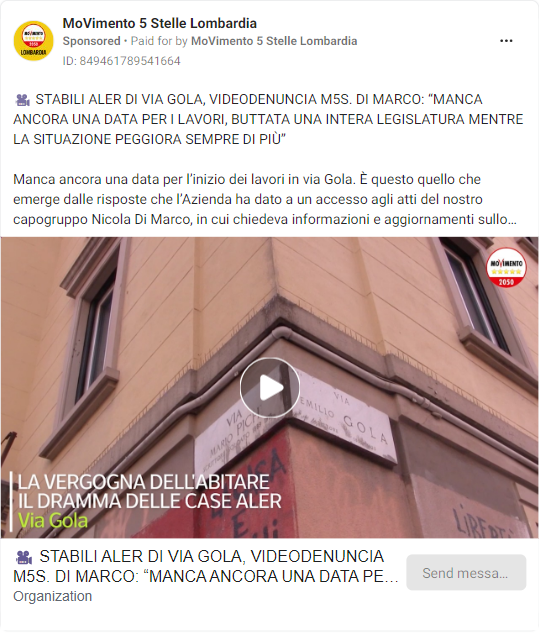 MoVimento 5 Stelle Lombardia
Sponsored • Paid for by MoVimento 5 Stelle Lombardia
ID: 849461789541664
STABILI ALER DI VIA GOLA, VIDEODENUNCIA M5S. DI MARCO: “MANCA
ANCORA UNA DATA PER I LAVORI, BUTTATA UNA INTERA LEGISLATURA MENTRE
LA SITUAZIONE PEGGIORA SEMPRE DI PIÙ”
Manca ancora una data per l’inizio dei lavori in via Gola. È questo quello che
emerge dalle risposte che l’Azienda ha dato a un accesso agli atti del nostro
capogruppo Nicola Di Marco, in cui chiedeva informazioni e aggiornamenti sullo…
MOVIMENTO
2050
VIA
EMILIO GOLA
VIA
MARIO
LA VERGOGNA DELL'ABITARE
IL DRAMMA DELLE CASE ALER
Via Gola
STABILI ALER DI VIA GOLA, VIDEODENUNCIA
M5S. DI MARCO: “MANCA ANCORA UNA DATA PE…
Organization
Send messa…